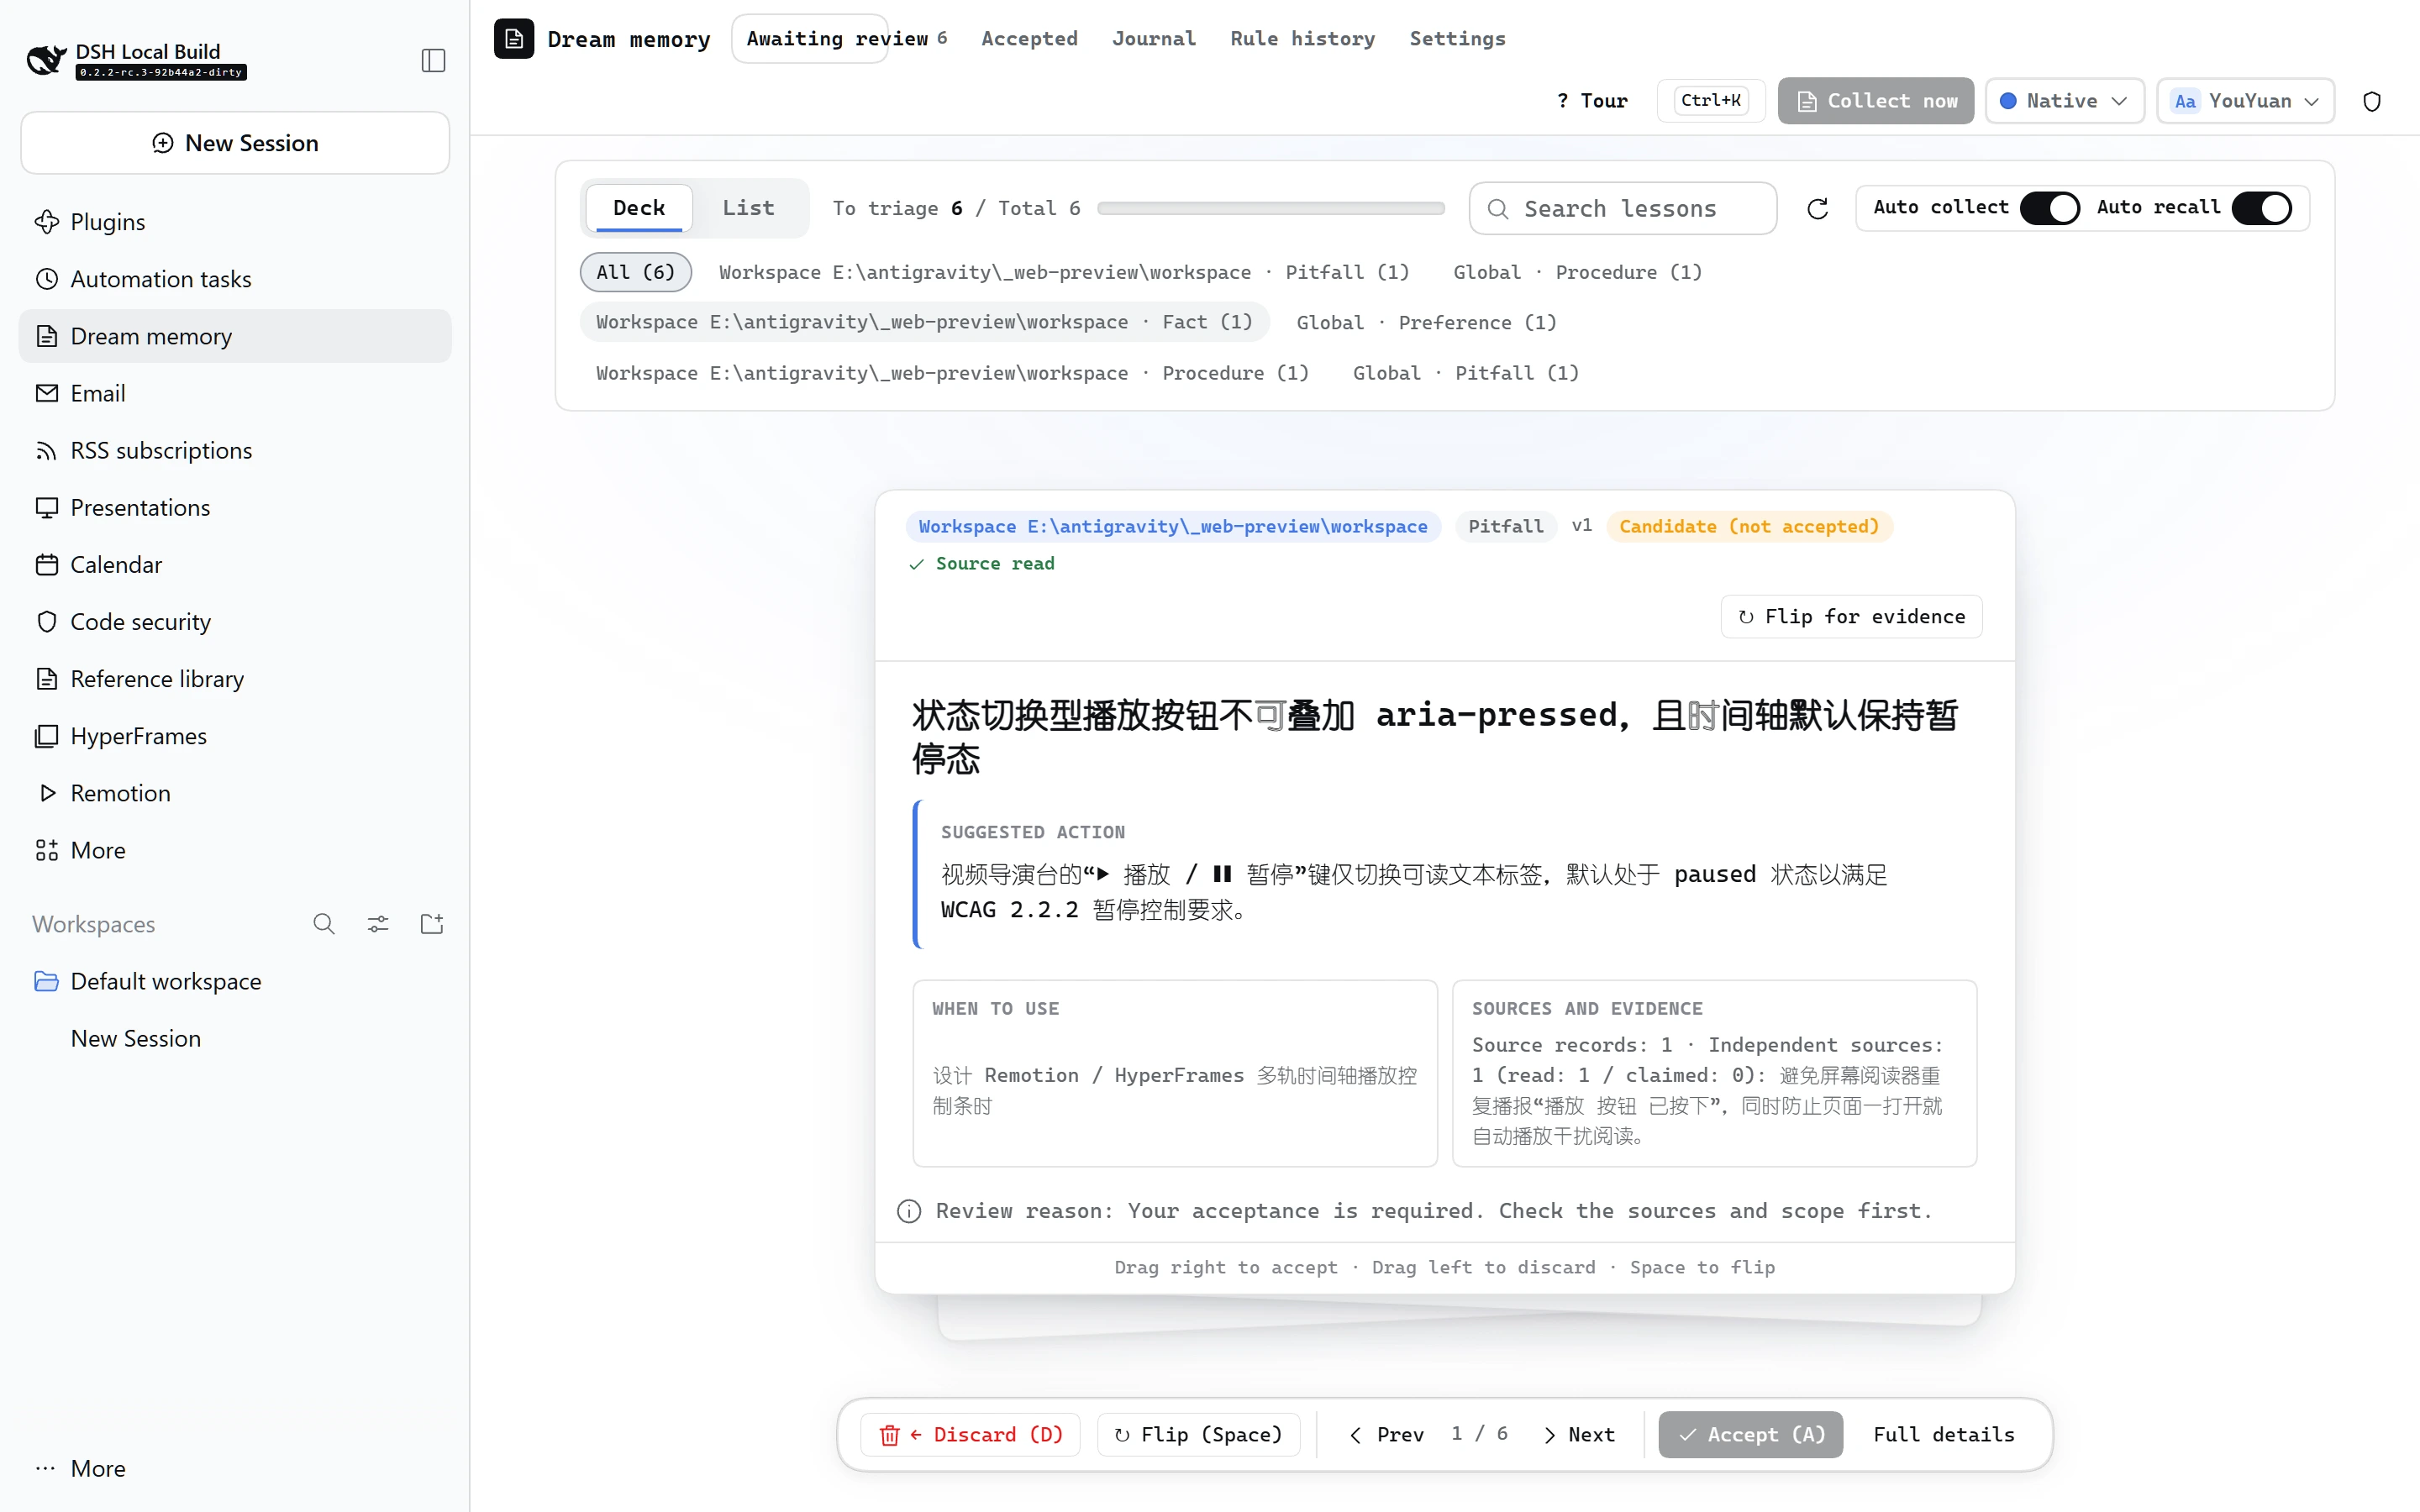 DSH Local Build
0.2.2-rc.3-92b44a2-dirty
New Session
Plugins
Automation tasks
Dream memory
Email
RSS subscriptions
Presentations
Calendar
Code security
Reference library
HyperFrames
Remotion
More
Workspaces
Default workspace
New Session
More
Dream memory
Awaiting review 6
Accepted
Journal
Rule history
Settings
? Tour
Ctrl+K
Collect now
Native
Aa YouYuan
Deck
List
To triage 6 / Total 6
Search lessons
Auto collect
Auto recall
All (6)
Workspace E:\antigravity\_web-preview\workspace · Pitfall (1)
Global · Procedure (1)
Workspace E:\antigravity\_web-preview\workspace · Fact (1)
Global · Preference (1)
Workspace E:\antigravity\_web-preview\workspace · Procedure (1)
Global · Pitfall (1)
Workspace E:\antigravity\_web-preview\workspace
Pitfall
v1
Candidate (not accepted)
✓ Source read
↻ Flip for evidence
状态切换型播放按钮不可叠加 aria-pressed，且时间轴默认保持暂
停态
SUGGESTED ACTION
视频导演台的“▶ 播放 / ⏸ 暂停”键仅切换可读文本标签，默认处于 paused 状态以满足
WCAG 2.2.2 暂停控制要求。
WHEN TO USE
设计 Remotion / HyperFrames 多轨时间轴播放控
制条时
SOURCES AND EVIDENCE
Source records: 1 · Independent sources:
1 (read: 1 / claimed: 0): 避免屏幕阅读器重
复播报“播放 按钮 已按下”，同时防止页面一打开就
自动播放干扰阅读。
Review reason: Your acceptance is required. Check the sources and scope first.
Drag right to accept · Drag left to discard · Space to flip
← Discard (D)
↻ Flip (Space)
Prev
1 / 6
Next
✓ Accept (A)
Full details